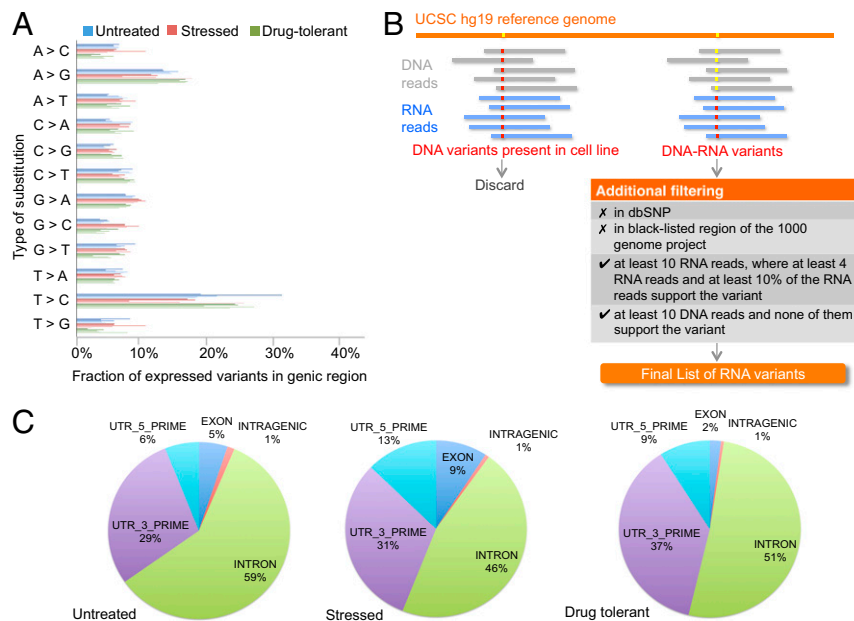 A
Untreated
Stressed
Drug-tolerant
Type of substitution
A > C
A > G
A > T
C > A
C > G
C > T
G > A
G > C
G > T
T > A
T > C
T > G
0%
10%
20%
30%
40%
Fraction of expressed variants in genic region
B
UCSC hg19 reference genome
DNA
reads
RNA
reads
DNA variants present in cell line
DNA-RNA variants
Discard
Additional filtering
✗ in dbSNP
✗ in black-listed region of the 1000
genome project
✔ at least 10 RNA reads, where at least 4
RNA reads and at least 10% of the RNA
reads support the variant
✔ at least 10 DNA reads and none of them
support the variant
Final List of RNA variants
C
UTR_5_PRIME
6%
EXON
5%
INTRAGENIC
1%
UTR_3_PRIME
29%
INTRON
59%
Untreated
UTR_5_PRIME
13%
EXON
9%
INTRAGENIC
1%
UTR_3_PRIME
31%
INTRON
46%
Stressed
UTR_5_PRIME
9%
EXON
2%
INTRAGENIC
1%
UTR_3_PRIME
37%
INTRON
51%
Drug tolerant